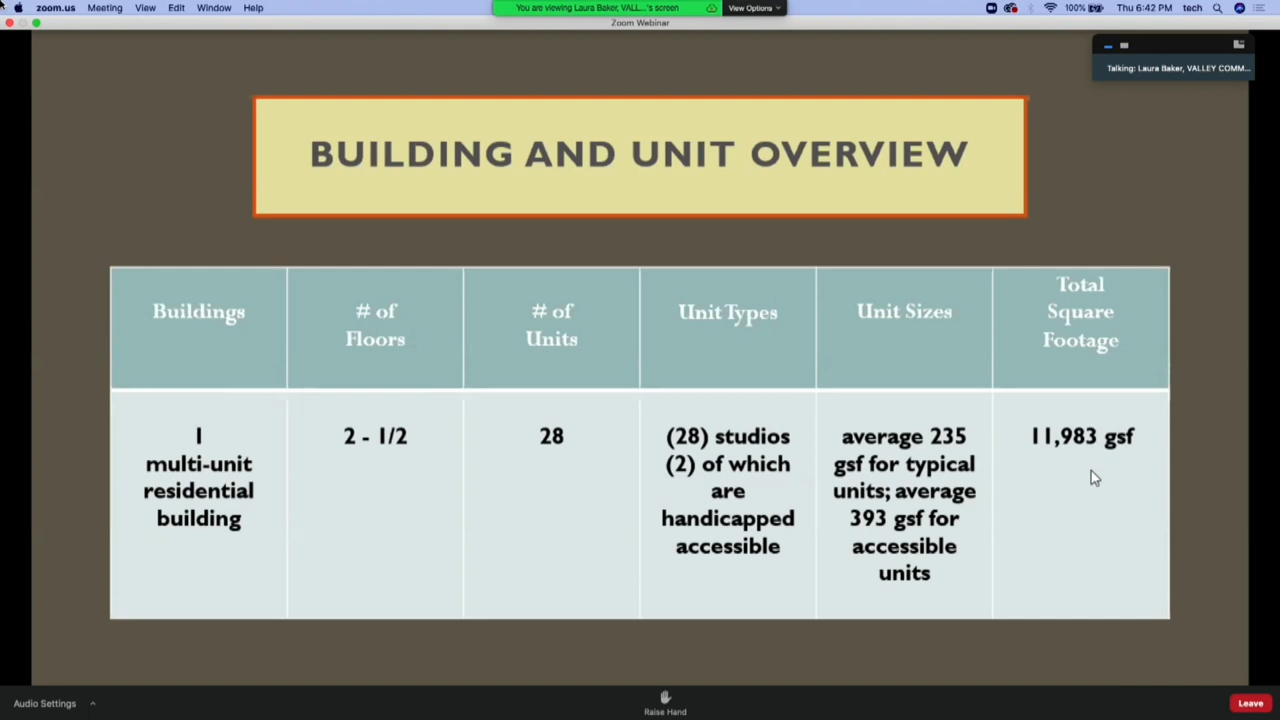 zoom.us Meeting View Edit Window Help
You are viewing Laura Baker, VALL...'s screen
View Options
100%
Thu 6:42 PM tech
Zoom Webinar
Talking: Laura Baker, VALLEY COMM...
BUILDING AND UNIT OVERVIEW
Buildings
# of
Floors
# of
Units
Unit Types
Unit Sizes
Total
Square
Footage
1
multi-unit
residential
building
2 - 1/2
28
(28) studios
(2) of which
are
handicapped
accessible
average 235
gsf for typical
units; average
393 gsf for
accessible
units
11,983 gsf
Audio Settings
Raise Hand
Leave